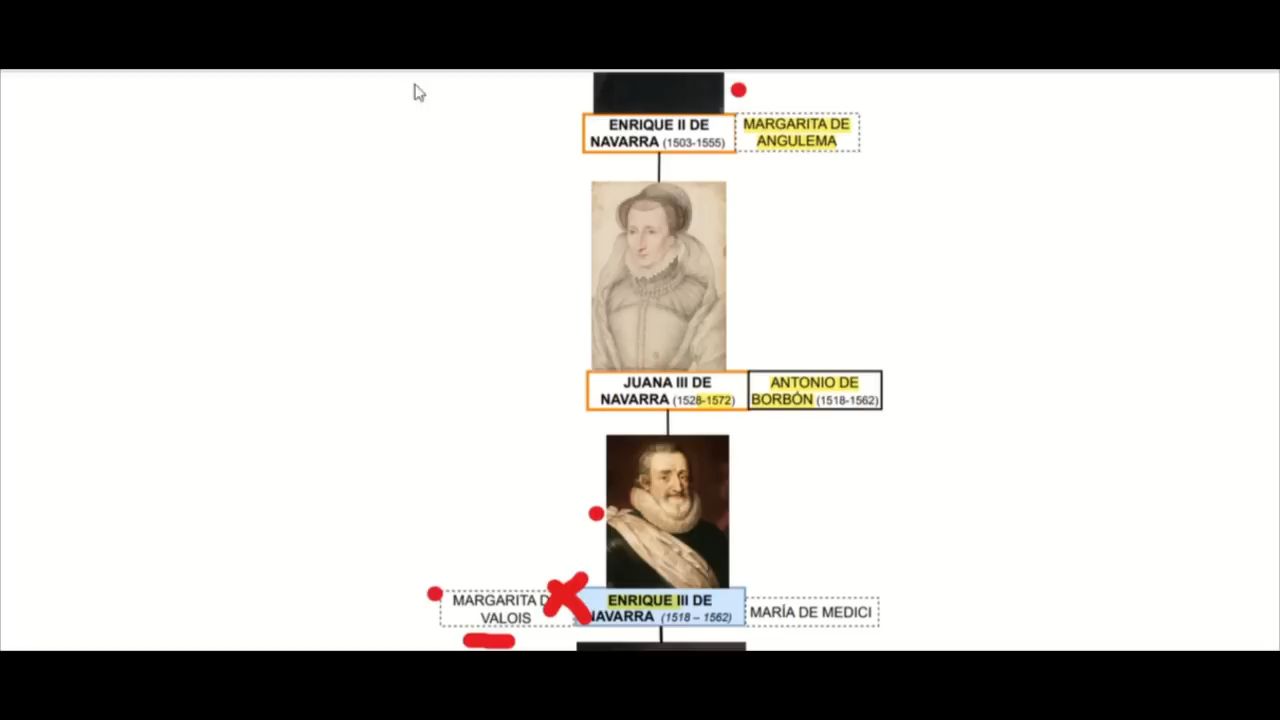 ENRIQUE II DE
NAVARRA (1503-1555)
MARGARITA DE
ANGULEMA
JUANA III DE
NAVARRA (1528-1572)
ANTONIO DE
BORBÓN (1518-1562)
MARGARITA
VALOIS
ENRIQUE III DE
NAVARRA (1518 – 1562)
MARÍA DE MEDICI